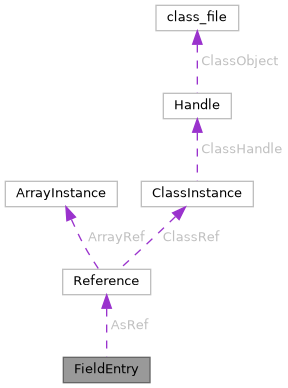 class_file
ClassObject
Handle
ClassHandle
ArrayInstance
ClassInstance
ArrayRef
ClassRef
Reference
AsRef
FieldEntry